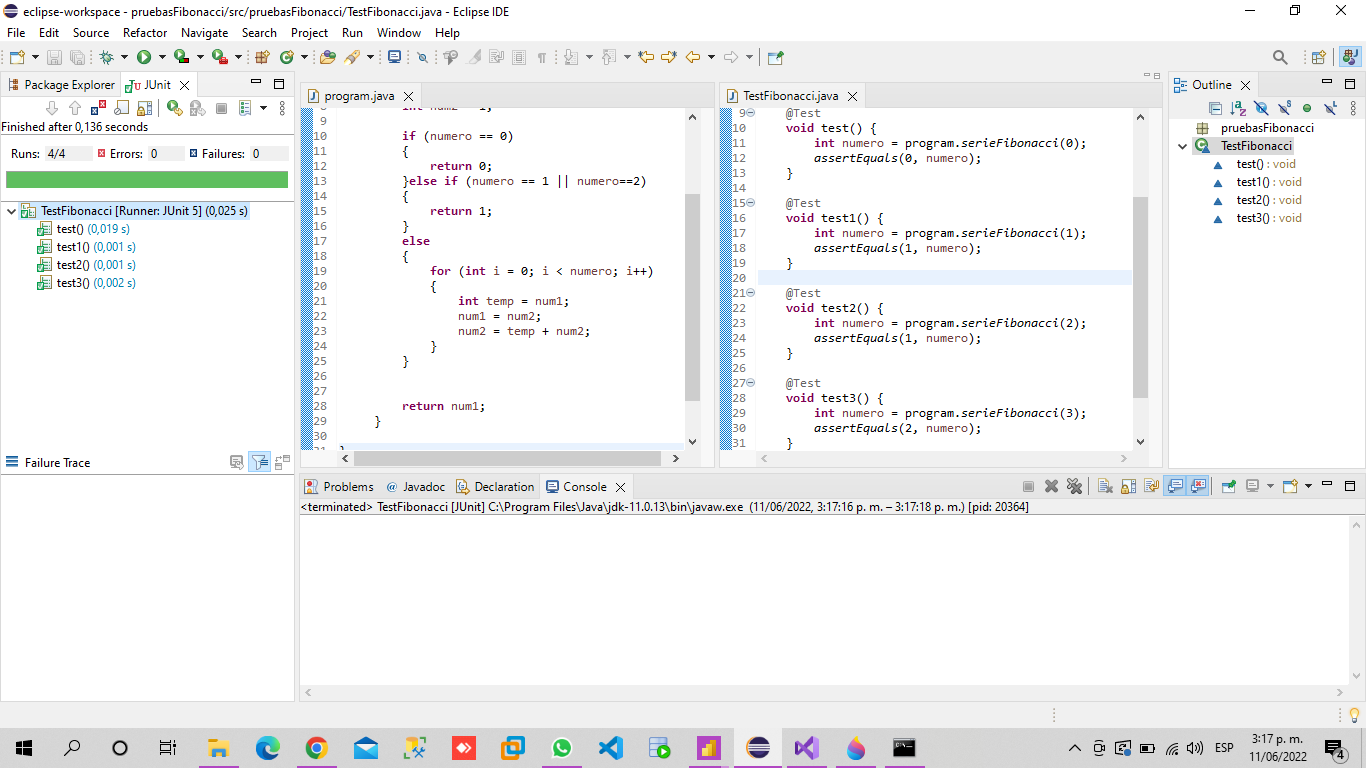 eclipse-workspace - pruebasFibonacci/src/pruebasFibonacci/TestFibonacci.java - Eclipse IDE
File Edit Source Refactor Navigate Search Project Run Window Help
Package Explorer JUnit
Finished after 0,136 seconds
Runs: 4/4 Errors: 0 Failures: 0
TestFibonacci [Runner: JUnit 5] (0,025 s)
test() (0,019 s)
test1() (0,001 s)
test2() (0,001 s)
test3() (0,002 s)
Failure Trace
program.java
9
10 if (numero == 0)
11 {
12 return 0;
13 }else if (numero == 1 || numero==2)
14 {
15 return 1;
16 }
17 else
18 {
19 for (int i = 0; i < numero; i++)
20 {
21 int temp = num1;
22 num1 = num2;
23 num2 = temp + num2;
24 }
25 }
26
27
28 return num1;
29 }
30
TestFibonacci.java
9 @Test
10 void test() {
11 int numero = program.serieFibonacci(0);
12 assertEquals(0, numero);
13 }
14
15 @Test
16 void test1() {
17 int numero = program.serieFibonacci(1);
18 assertEquals(1, numero);
19 }
20
21 @Test
22 void test2() {
23 int numero = program.serieFibonacci(2);
24 assertEquals(1, numero);
25 }
26
27 @Test
28 void test3() {
29 int numero = program.serieFibonacci(3);
30 assertEquals(2, numero);
31 }
Outline
pruebasFibonacci
TestFibonacci
test() : void
test1() : void
test2() : void
test3() : void
Problems @ Javadoc Declaration Console
<terminated> TestFibonacci [JUnit] C:\Program Files\Java\jdk-11.0.13\bin\javaw.exe (11/06/2022, 3:17:16 p. m. – 3:17:18 p. m.) [pid: 20364]
ESP
3:17 p. m.
11/06/2022
4